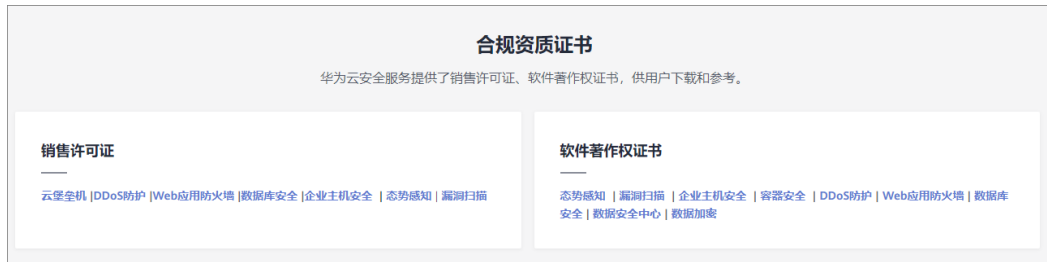 合规资质证书
华为云安全服务提供了销售许可证、软件著作权证书，供用户下载和参考。
销售许可证
云堡垒机 |DDoS防护 |Web应用防火墙 |数据库安全 |企业主机安全 | 态势感知 | 漏洞扫描
软件著作权证书
态势感知 | 漏洞扫描 | 企业主机安全 | 容器安全 | DDoS防护 | Web应用防火墙 | 数据库
安全 | 数据安全中心 | 数据加密